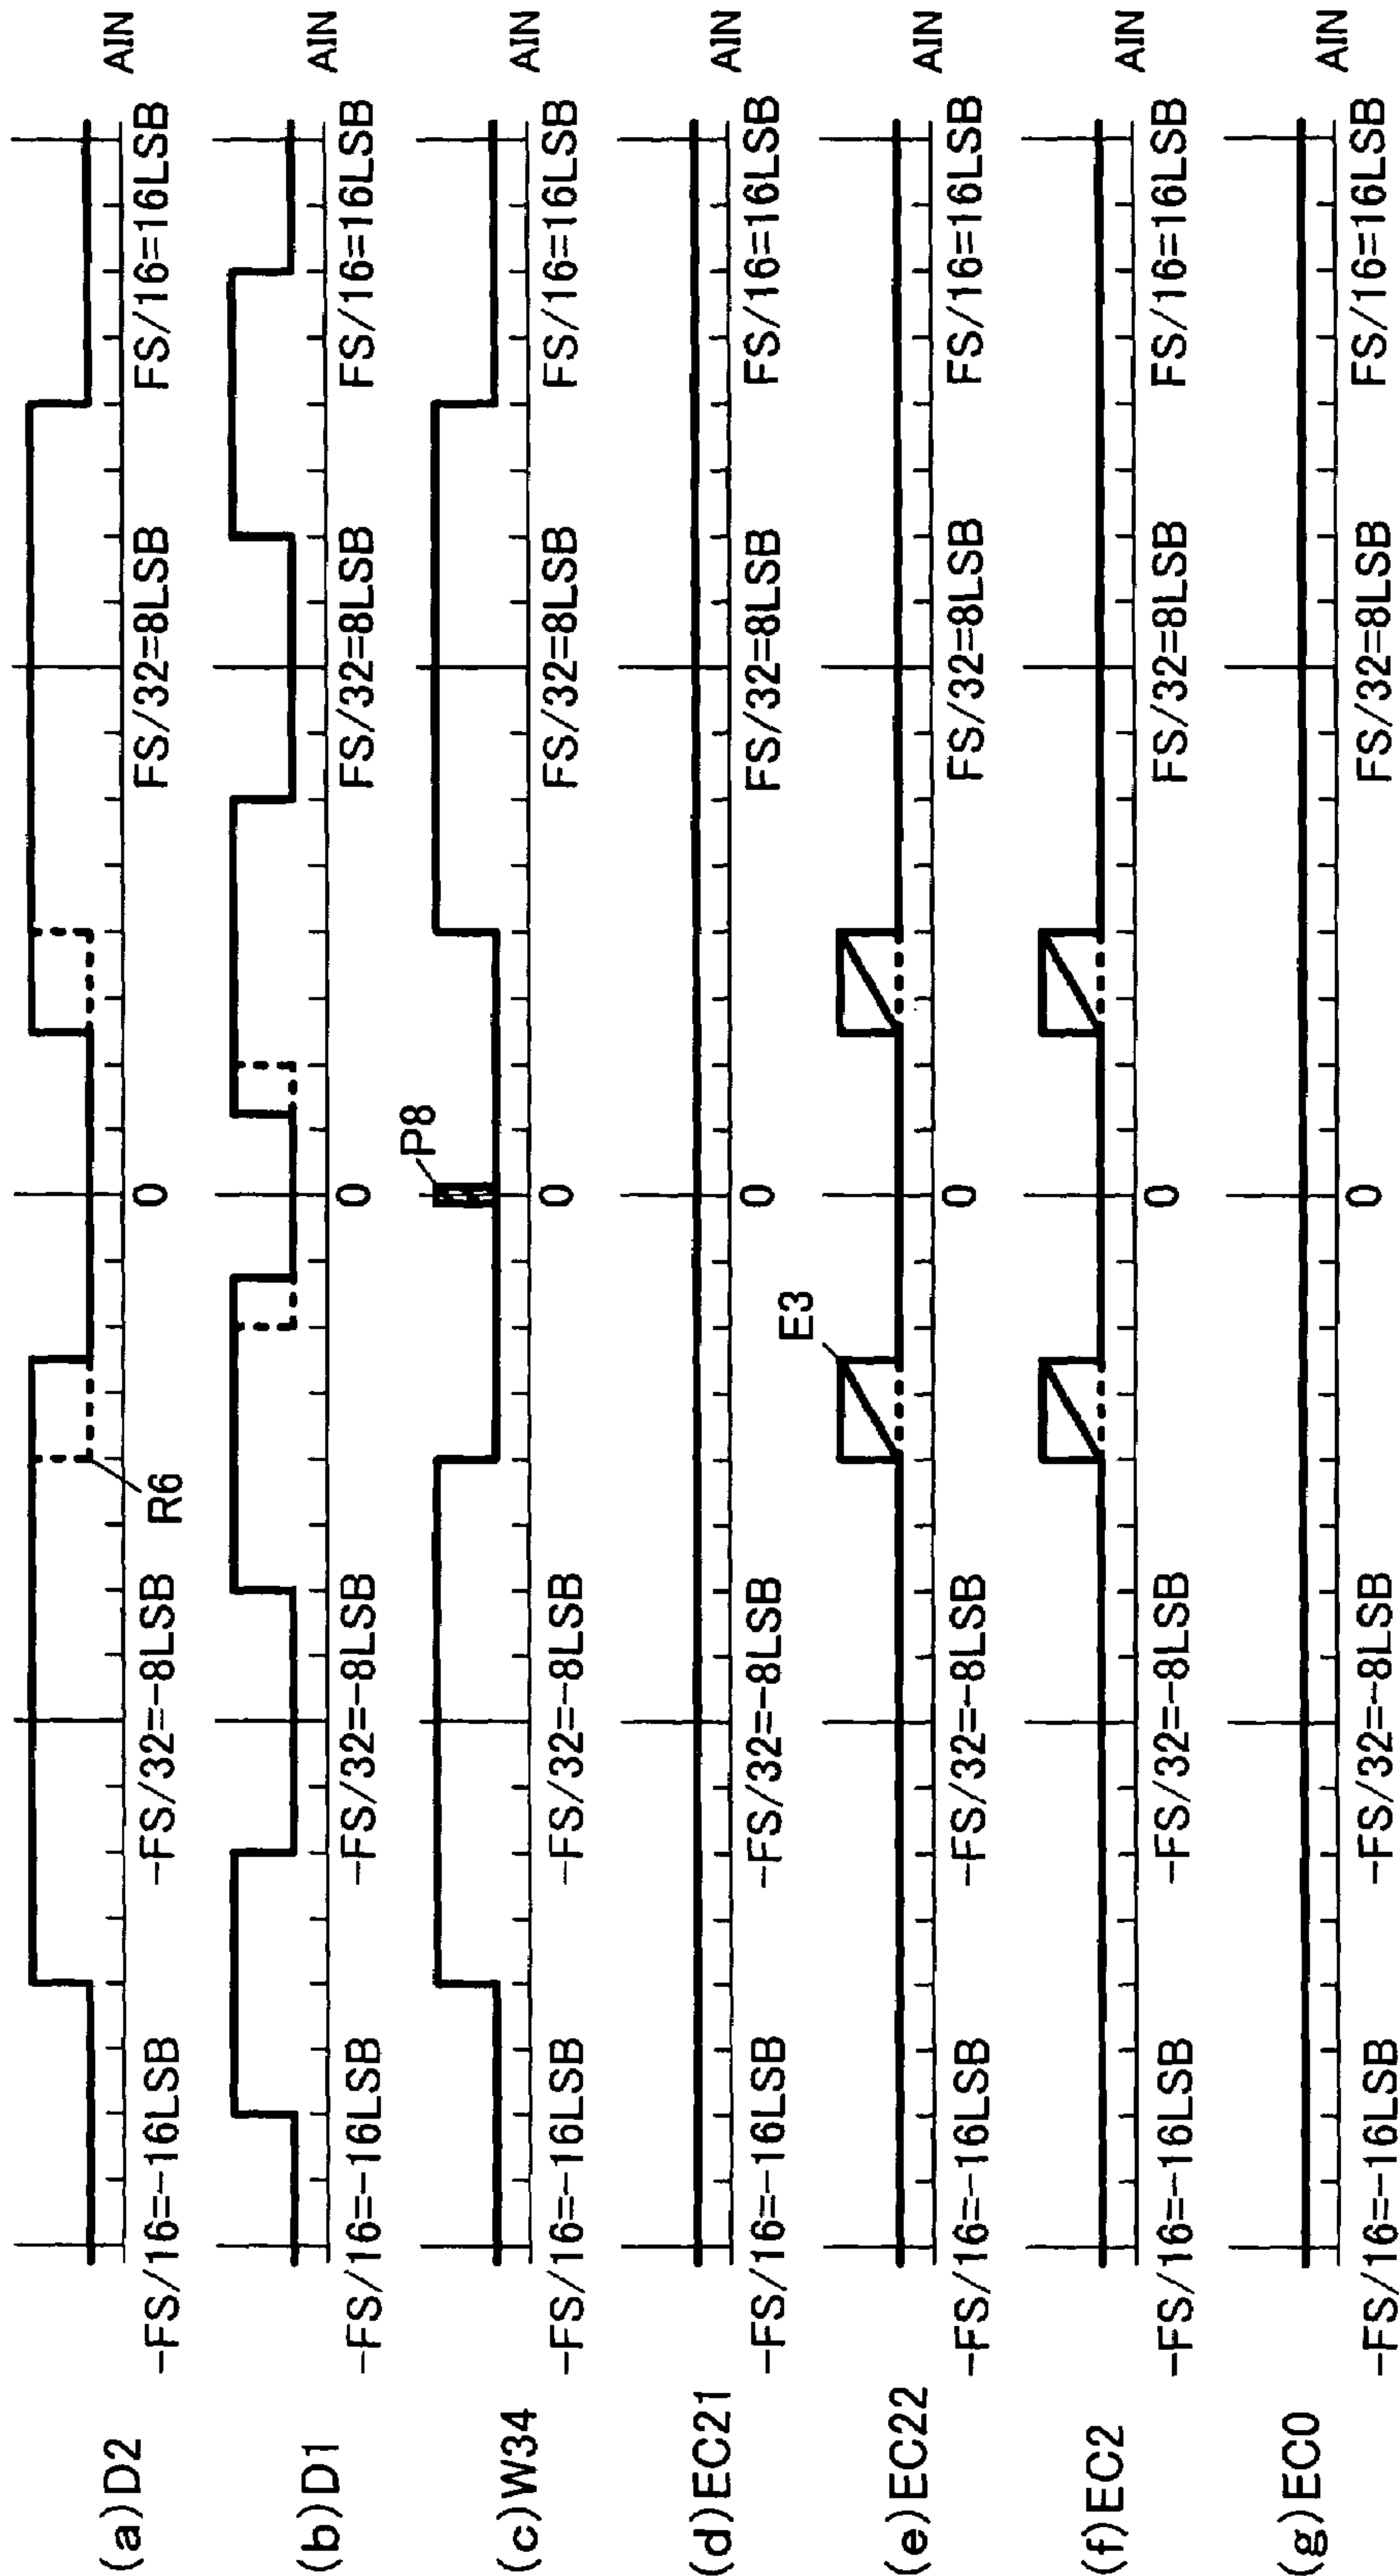 (a)D2
R6
-FS/16=-16LSB
-FS/32=-8LSB
0
FS/32=8LSB
FS/16=16LSB
AIN
(b)D1
-FS/16=-16LSB
-FS/32=-8LSB
0
FS/32=8LSB
FS/16=16LSB
AIN
(c)W34
P8
-FS/16=-16LSB
-FS/32=-8LSB
0
FS/32=8LSB
FS/16=16LSB
AIN
(d)EC21
-FS/16=-16LSB
-FS/32=-8LSB
0
FS/32=8LSB
FS/16=16LSB
AIN
(e)EC22
E3
-FS/16=-16LSB
-FS/32=-8LSB
0
FS/32=8LSB
FS/16=16LSB
AIN
(f)EC2
-FS/16=-16LSB
-FS/32=-8LSB
0
FS/32=8LSB
FS/16=16LSB
AIN
(g)EC0
-FS/16=-16LSB
-FS/32=-8LSB
0
FS/32=8LSB
FS/16=16LSB
AIN